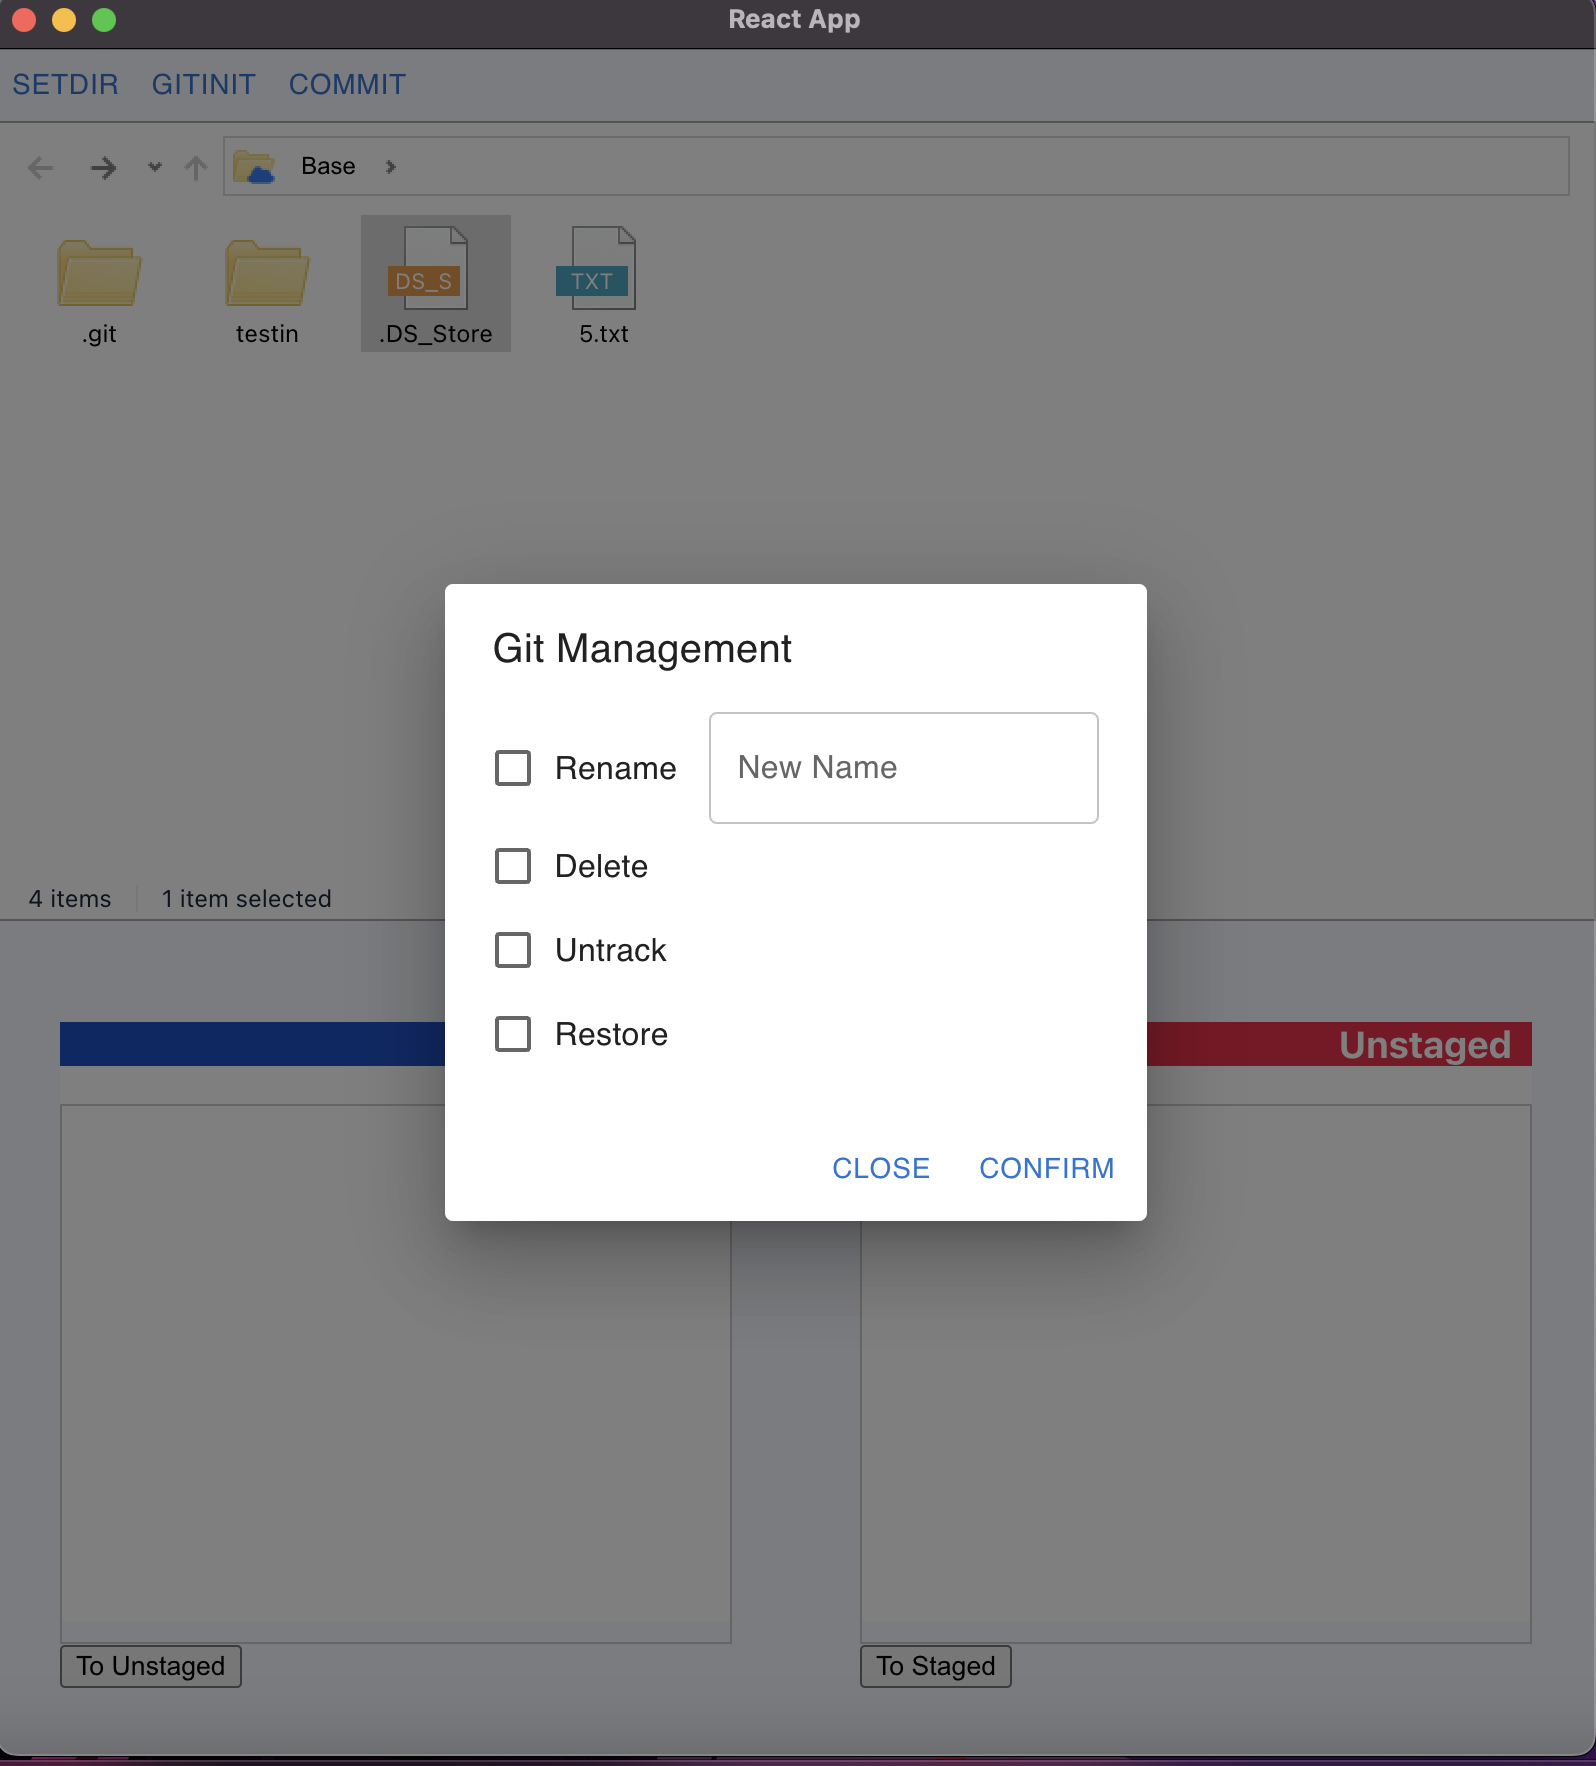 React App
SETDIR GITINIT COMMIT
Base
DS_S TXT
.git testin .DS_Store 5.txt
Git Management
Rename New Name
Delete
4 items 1 item selected
Untrack
Restore
Unstaged
CLOSE CONFIRM
To Unstaged To Staged